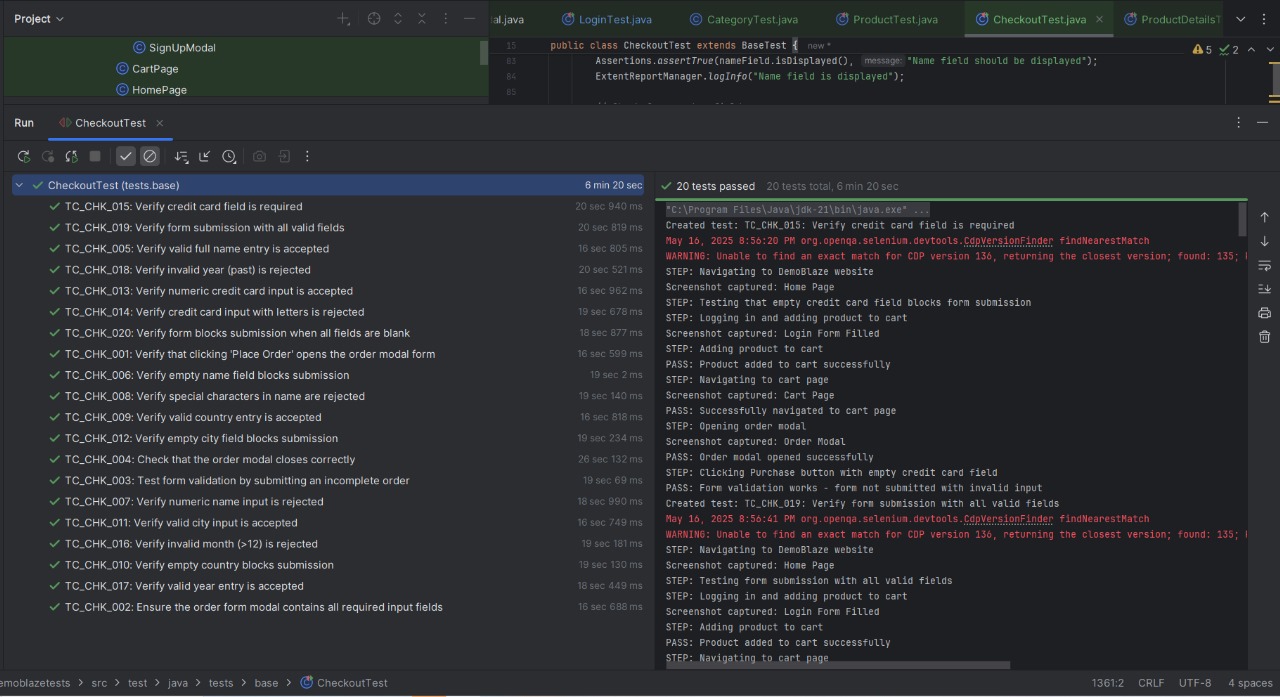 Project
al.java
LoginTest.java
CategoryTest.java
ProductTest.java
CheckoutTest.java
ProductDetailsT
SignUpModal
CartPage
HomePage
15 public class CheckoutTest extends BaseTest { new *
83 Assertions.assertTrue(nameField.isDisplayed(), message: "Name field should be displayed");
84 ExtentReportManager.logInfo("Name field is displayed");
85
5 2
Run CheckoutTest
CheckoutTest (tests.base) 6 min 20 sec
TC_CHK_015: Verify credit card field is required 20 sec 940 ms
TC_CHK_019: Verify form submission with all valid fields 20 sec 819 ms
TC_CHK_005: Verify valid full name entry is accepted 16 sec 805 ms
TC_CHK_018: Verify invalid year (past) is rejected 20 sec 521 ms
TC_CHK_013: Verify numeric credit card input is accepted 16 sec 962 ms
TC_CHK_014: Verify credit card input with letters is rejected 19 sec 678 ms
TC_CHK_020: Verify form blocks submission when all fields are blank 18 sec 877 ms
TC_CHK_001: Verify that clicking 'Place Order' opens the order modal form 16 sec 599 ms
TC_CHK_006: Verify empty name field blocks submission 19 sec 2 ms
TC_CHK_008: Verify special characters in name are rejected 19 sec 140 ms
TC_CHK_009: Verify valid country entry is accepted 16 sec 818 ms
TC_CHK_012: Verify empty city field blocks submission 19 sec 234 ms
TC_CHK_004: Check that the order modal closes correctly 26 sec 132 ms
TC_CHK_003: Test form validation by submitting an incomplete order 19 sec 69 ms
TC_CHK_007: Verify numeric name input is rejected 18 sec 990 ms
TC_CHK_011: Verify valid city input is accepted 16 sec 749 ms
TC_CHK_016: Verify invalid month (>12) is rejected 19 sec 181 ms
TC_CHK_010: Verify empty country blocks submission 19 sec 130 ms
TC_CHK_017: Verify valid year entry is accepted 18 sec 449 ms
TC_CHK_002: Ensure the order form modal contains all required input fields 16 sec 688 ms
20 tests passed 20 tests total, 6 min 20 sec
"C:\Program Files\Java\jdk-21\bin\java.exe" ...
Created test: TC_CHK_015: Verify credit card field is required
May 16, 2025 8:56:20 PM org.openqa.selenium.devtools.CdpVersionFinder findNearestMatch
WARNING: Unable to find an exact match for CDP version 136, returning the closest version; found: 135;
STEP: Navigating to DemoBlaze website
Screenshot captured: Home Page
STEP: Testing that empty credit card field blocks form submission
STEP: Logging in and adding product to cart
Screenshot captured: Login Form Filled
STEP: Adding product to cart
PASS: Product added to cart successfully
STEP: Navigating to cart page
Screenshot captured: Cart Page
PASS: Successfully navigated to cart page
STEP: Opening order modal
Screenshot captured: Order Modal
PASS: Order modal opened successfully
STEP: Clicking Purchase button with empty credit card field
PASS: Form validation works - form not submitted with invalid input
Created test: TC_CHK_019: Verify form submission with all valid fields
May 16, 2025 8:56:41 PM org.openqa.selenium.devtools.CdpVersionFinder findNearestMatch
WARNING: Unable to find an exact match for CDP version 136, returning the closest version; found: 135;
STEP: Navigating to DemoBlaze website
Screenshot captured: Home Page
STEP: Testing form submission with all valid fields
STEP: Logging in and adding product to cart
Screenshot captured: Login Form Filled
STEP: Adding product to cart
PASS: Product added to cart successfully
STEP: Navigating to cart page
emoblazetests > src > test > java > tests > base > CheckoutTest
1361:2 CRLF UTF-8 4 spaces